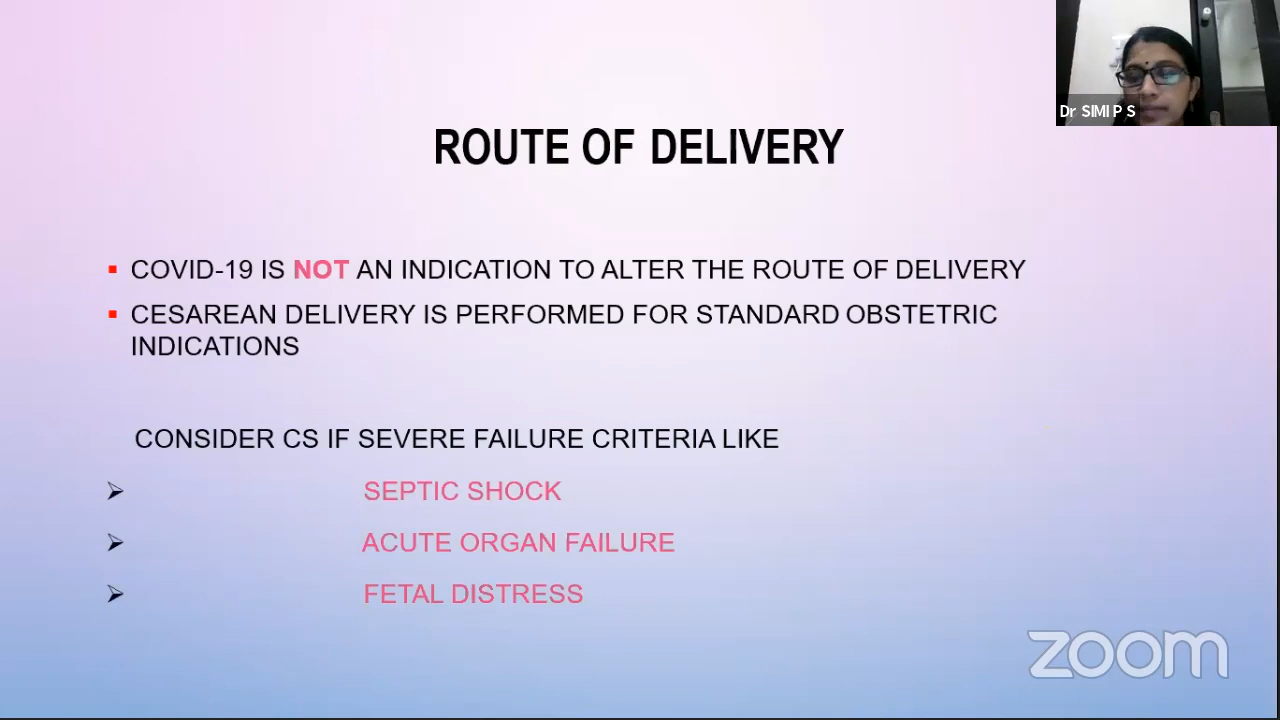 Dr SIMI P S
ROUTE OF DELIVERY
▪ COVID-19 IS NOT AN INDICATION TO ALTER THE ROUTE OF DELIVERY
▪ CESAREAN DELIVERY IS PERFORMED FOR STANDARD OBSTETRIC
INDICATIONS
CONSIDER CS IF SEVERE FAILURE CRITERIA LIKE
➢ SEPTIC SHOCK
➢ ACUTE ORGAN FAILURE
➢ FETAL DISTRESS
zoom